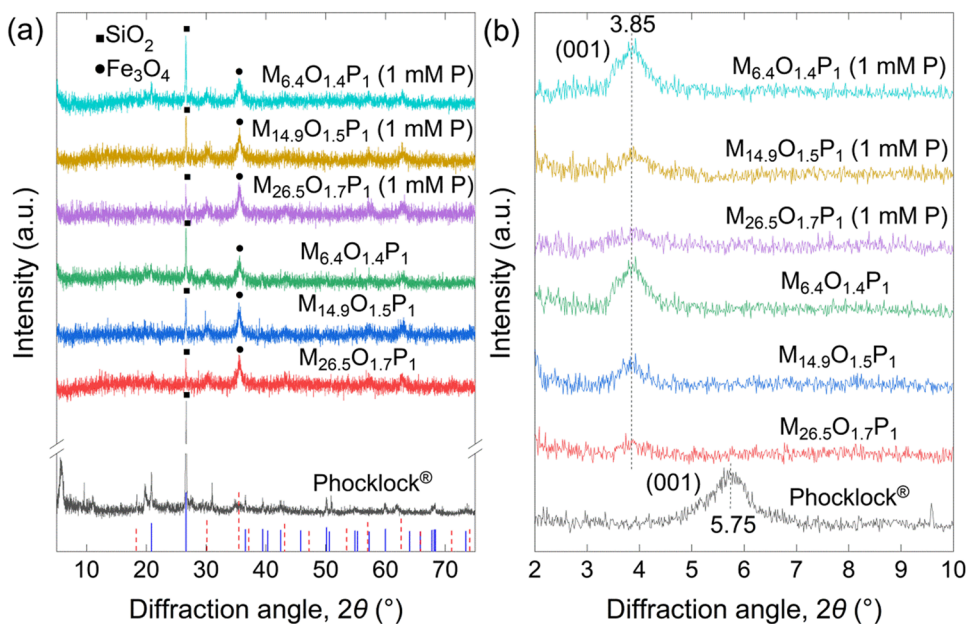 (a)
SiO₂
Fe₃O₄
M₆.₄O₁.₄P₁ (1 mM P)
M₁₄.₉O₁.₅P₁ (1 mM P)
M₂₆.₅O₁.₇P₁ (1 mM P)
M₆.₄O₁.₄P₁
M₁₄.₉O₁.₅P₁
M₂₆.₅O₁.₇P₁
Phocklock®
Intensity (a.u.)
5 10 20 30 40 50 60 70
Diffraction angle, 2θ (°)
(b)
3.85
(001)
M₆.₄O₁.₄P₁ (1 mM P)
M₁₄.₉O₁.₅P₁ (1 mM P)
M₂₆.₅O₁.₇P₁ (1 mM P)
M₆.₄O₁.₄P₁
M₁₄.₉O₁.₅P₁
M₂₆.₅O₁.₇P₁
(001)
Phocklock®
5.75
Intensity (a.u.)
2 3 4 5 6 7 8 9 10
Diffraction angle, 2θ (°)